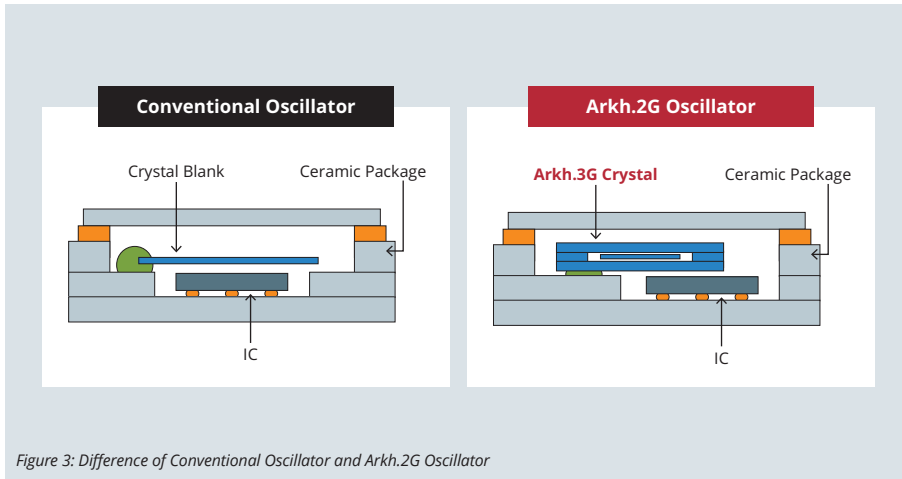 Conventional Oscillator
Crystal Blank
Ceramic Package
IC
Arkh.2G Oscillator
Arkh.3G Crystal
Ceramic Package
IC
Figure 3: Difference of Conventional Oscillator and Arkh.2G Oscillator